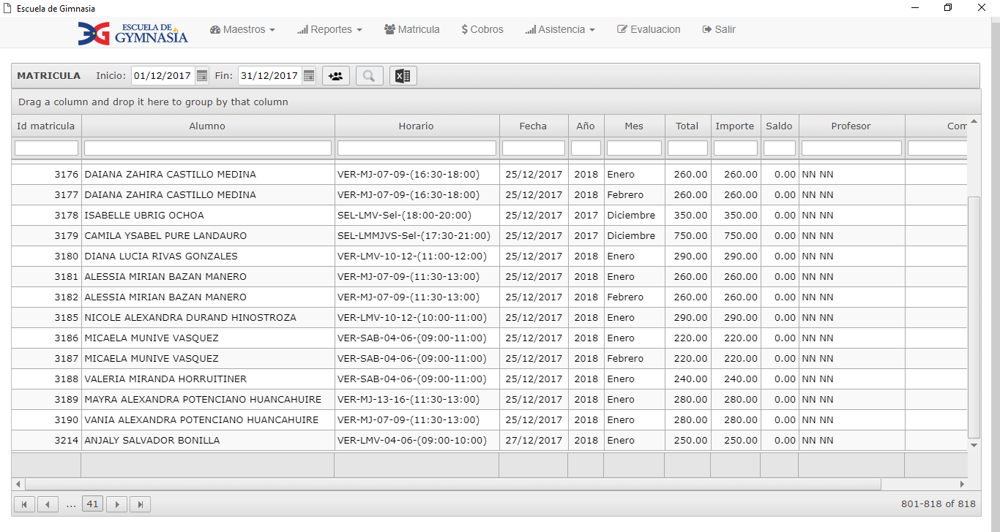 Escuela de Gimnasia
ESCUELA DE GYMNASIA Maestros Reportes Matricula $ Cobros Asistencia Evaluacion Salir
MATRICULA Inicio: 01/12/2017 Fin: 31/12/2017
Drag a column and drop it here to group by that column
Id matricula Alumno Horario Fecha Año Mes Total Importe Saldo Profesor Com
3176 DAIANA ZAHIRA CASTILLO MEDINA VER-MJ-07-09-(16:30-18:00) 25/12/2017 2018 Enero 260.00 260.00 0.00 NN NN
3177 DAIANA ZAHIRA CASTILLO MEDINA VER-MJ-07-09-(16:30-18:00) 25/12/2017 2018 Febrero 260.00 260.00 0.00 NN NN
3178 ISABELLE UBRIG OCHOA SEL-LMV-Sel-(18:00-20:00) 25/12/2017 2017 Diciembre 350.00 350.00 0.00 NN NN
3179 CAMILA YSABEL PURE LANDAURO SEL-LMMJVS-Sel-(17:30-21:00) 25/12/2017 2017 Diciembre 750.00 750.00 0.00 NN NN
3180 DIANA LUCIA RIVAS GONZALES VER-LMV-10-12-(11:00-12:00) 25/12/2017 2018 Enero 290.00 290.00 0.00 NN NN
3181 ALESSIA MIRIAN BAZAN MANERO VER-MJ-07-09-(11:30-13:00) 25/12/2017 2018 Enero 260.00 260.00 0.00 NN NN
3182 ALESSIA MIRIAN BAZAN MANERO VER-MJ-07-09-(11:30-13:00) 25/12/2017 2018 Febrero 260.00 260.00 0.00 NN NN
3185 NICOLE ALEXANDRA DURAND HINOSTROZA VER-LMV-10-12-(10:00-11:00) 25/12/2017 2018 Enero 290.00 290.00 0.00 NN NN
3186 MICAELA MUNIVE VASQUEZ VER-SAB-04-06-(09:00-11:00) 25/12/2017 2018 Enero 220.00 220.00 0.00 NN NN
3187 MICAELA MUNIVE VASQUEZ VER-SAB-04-06-(09:00-11:00) 25/12/2017 2018 Febrero 220.00 220.00 0.00 NN NN
3188 VALERIA MIRANDA HORRUITINER VER-SAB-04-06-(09:00-11:00) 25/12/2017 2018 Enero 240.00 240.00 0.00 NN NN
3189 MAYRA ALEXANDRA POTENCIANO HUANCAHUIRE VER-MJ-13-16-(11:30-13:00) 25/12/2017 2018 Enero 280.00 280.00 0.00 NN NN
3190 VANIA ALEXANDRA POTENCIANO HUANCAHUIRE VER-MJ-07-09-(11:30-13:00) 25/12/2017 2018 Enero 280.00 280.00 0.00 NN NN
3214 ANJALY SALVADOR BONILLA VER-LMV-04-06-(09:00-10:00) 27/12/2017 2018 Enero 250.00 250.00 0.00 NN NN
... 41 801-818 of 818